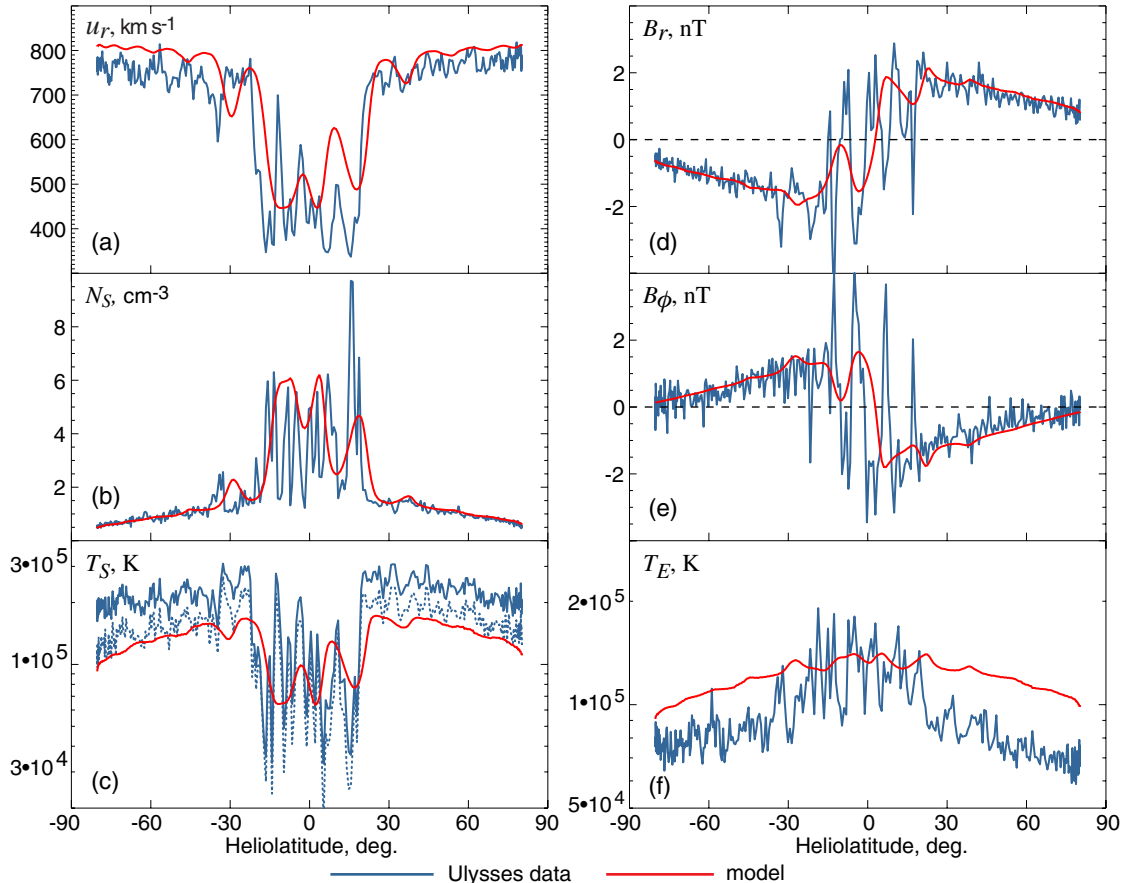 u_r, km s-1
800
700
600
500
400
(a)
N_S, cm-3
8
6
4
2
(b)
T_S, K
3•10^5
1•10^5
3•10^4
(c)
-90 -60 -30 0 30 60 90
Heliolatitude, deg.
B_r, nT
2
0
-2
(d)
B_ϕ, nT
2
0
-2
(e)
T_E, K
2•10^5
1•10^5
5•10^4
(f)
-90 -60 -30 0 30 60 90
Heliolatitude, deg.
Ulysses data model